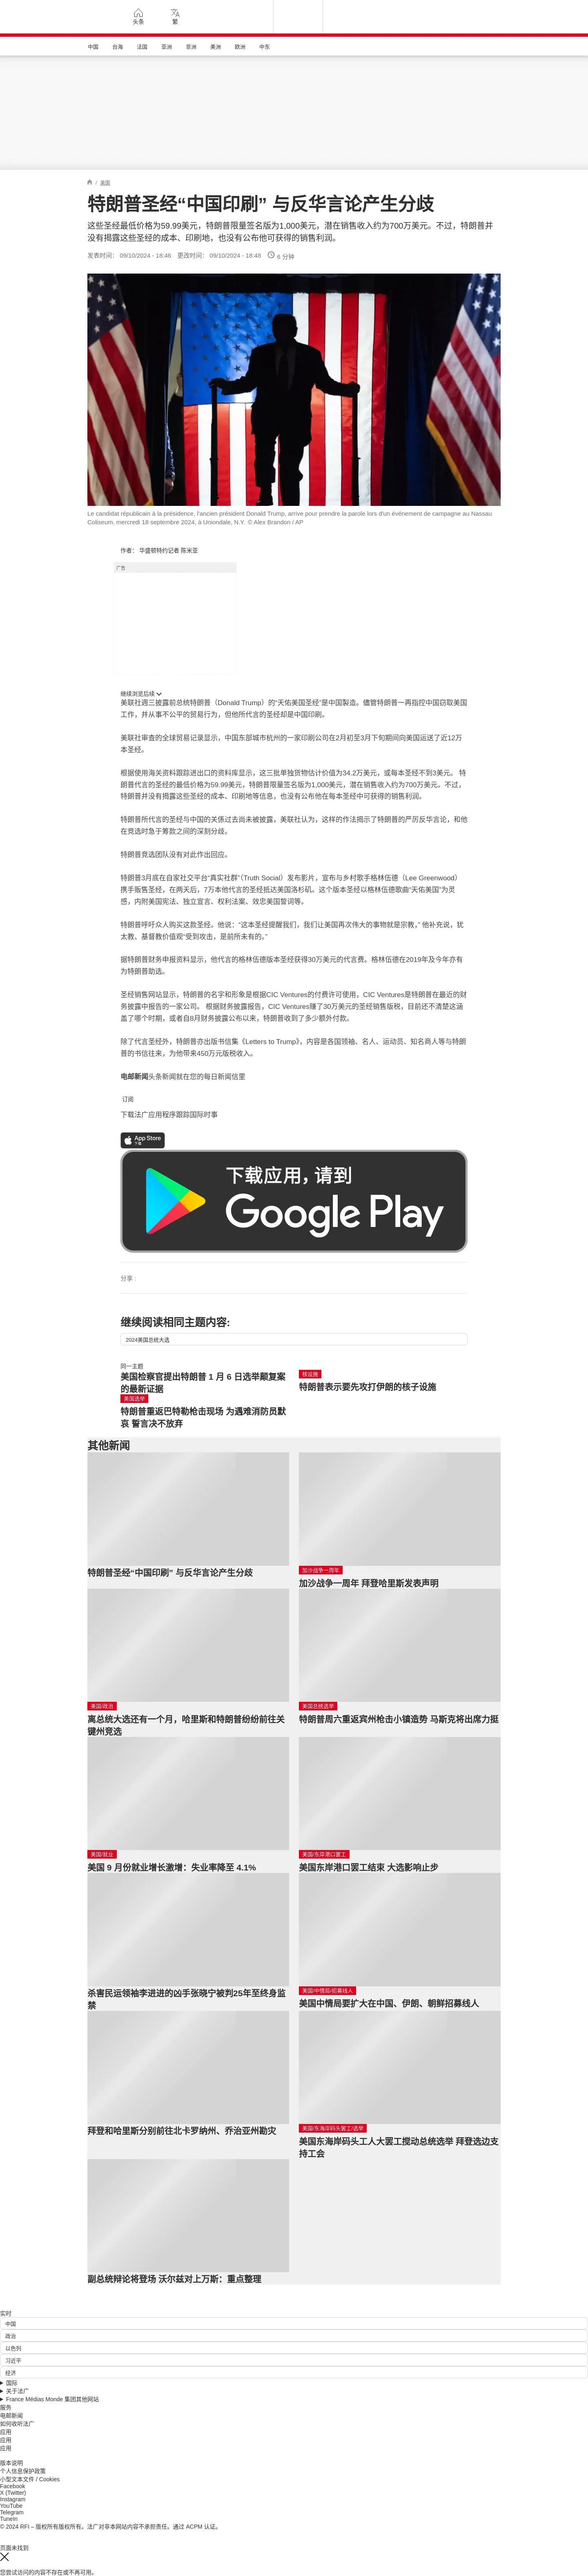 头条
繁
中国 台海 法国 亚洲 非洲 美洲 欧洲 中东
/ 美国
特朗普圣经“中国印刷” 与反华言论产生分歧
这些圣经最低价格为59.99美元，特朗普限量签名版为1,000美元，潜在销售收入约为700万美元。不过，特朗普并
没有揭露这些圣经的成本、印刷地，也没有公布他可获得的销售利润。
发表时间： 09/10/2024 - 18:48 更改时间： 09/10/2024 - 18:48 6 分钟
Le candidat républicain à la présidence, l'ancien président Donald Trump, arrive pour prendre la parole lors d'un événement de campagne au Nassau
Coliseum, mercredi 18 septembre 2024, à Uniondale, N.Y. © Alex Brandon / AP
作者： 华盛顿特约记者 陈米亚
广告
继续浏览后续
美联社週三披露前总统特朗普（Donald Trump）的“天佑美国圣经”是中国製造。儘管特朗普一再指控中国窃取美国
工作，并从事不公平的贸易行为，但他所代言的圣经却是中国印刷。
美联社审查的全球贸易记录显示，中国东部城市杭州的一家印刷公司在2月初至3月下旬期间向美国运送了近12万
本圣经。
根据使用海关资料跟踪进出口的资料库显示，这三批单独货物估计价值为34.2万美元，或每本圣经不到3美元。 特
朗普代言的圣经的最低价格为59.99美元，特朗普限量签名版为1,000美元，潜在销售收入约为700万美元。不过，
特朗普并没有揭露这些圣经的成本、印刷地等信息，也没有公布他在每本圣经中可获得的销售利润。
特朗普所代言的圣经与中国的关係过去尚未被披露，美联社认为，这样的作法揭示了特朗普的严厉反华言论，和他
在竞选时急于筹款之间的深刻分歧。
特朗普竞选团队没有对此作出回应。
特朗普3月底在自家社交平台“真实社群”（Truth Social）发布影片，宣布与乡村歌手格林伍德（Lee Greenwood）
携手贩售圣经，在两天后，7万本他代言的圣经抵达美国洛杉矶。这个版本圣经以格林伍德歌曲“天佑美国”为灵
感，内附美国宪法、独立宣言、权利法案、效忠美国誓词等。
特朗普呼吁众人购买这款圣经。他说：“这本圣经提醒我们，我们让美国再次伟大的事物就是宗教。” 他补充说，犹
太教、基督教价值观“受到攻击，是前所未有的。”
据特朗普财务申报资料显示，他代言的格林伍德版本圣经获得30万美元的代言费。格林伍德在2019年及今年亦有
为特朗普助选。
圣经销售网站显示，特朗普的名字和形象是根据CIC Ventures的付费许可使用，CIC Ventures是特朗普在最近的财
务披露中报告的一家公司。 根据财务披露报告，CIC Ventures赚了30万美元的圣经销售版税，目前还不清楚这涵
盖了哪个时期，或者自8月财务披露公布以来，特朗普收到了多少额外付款。
除了代言圣经外，特朗普亦出版书信集《Letters to Trump》，内容是各国领袖、名人、运动员、知名商人等与特朗
普的书信往来，为他带来450万元版税收入。
电邮新闻头条新闻就在您的每日新闻信里
订阅
下载法广应用程序跟踪国际时事
App Store
下载
下载应用，请到
Google Play
分享 :
继续阅读相同主题内容:
2024美国总统大选
同一主题
美国检察官提出特朗普 1 月 6 日选举颠复案
的最新证据
核设施
特朗普表示要先攻打伊朗的核子设施
美国选举
特朗普重返巴特勒枪击现场 为遇难消防员默
哀 誓言决不放弃
其他新闻
特朗普圣经“中国印刷” 与反华言论产生分歧
加沙战争一周年
加沙战争一周年 拜登哈里斯发表声明
美国/政治
离总统大选还有一个月，哈里斯和特朗普纷纷前往关
键州竞选
美国总统选举
特朗普周六重返宾州枪击小镇造势 马斯克将出席力挺
美国/就业
美国 9 月份就业增长激增：失业率降至 4.1%
美国/东岸港口罢工
美国东岸港口罢工结束 大选影响止步
杀害民运领袖李进进的凶手张晓宁被判25年至终身监
禁
美国/中情局/招募线人
美国中情局要扩大在中国、伊朗、朝鲜招募线人
拜登和哈里斯分别前往北卡罗纳州、乔治亚州勘灾
美国/东海岸码头罢工/选举
美国东海岸码头工人大罢工搅动总统选举 拜登选边支
持工会
副总统辩论将登场 沃尔兹对上万斯：重点整理
实时
中国
政治
以色列
习近平
经济
国际
关于法广
France Médias Monde 集团其他网站
服务
电邮新闻
如何收听法广
应用
应用
应用
版本说明
个人信息保护政策
小型文本文件 / Cookies
Facebook
X (Twitter)
Instagram
YouTube
Telegram
TuneIn
© 2024 RFI – 版权所有版权所有。法广对非本网站内容不承担责任。通过 ACPM 认证。
页面未找到
您尝试访问的内容不存在或不再可用。